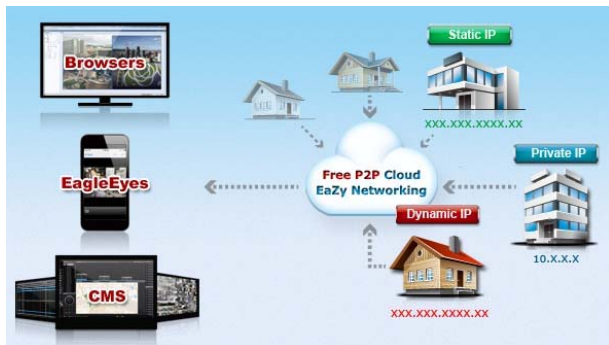 Browsers
Static IP
xxx.xxx.xxxx.xx
Private IP
Free P2P Cloud
EaZy Networking
EagleEyes
Dynamic IP
10.X.X.X
CMS
xxx.xxx.xxxx.xx